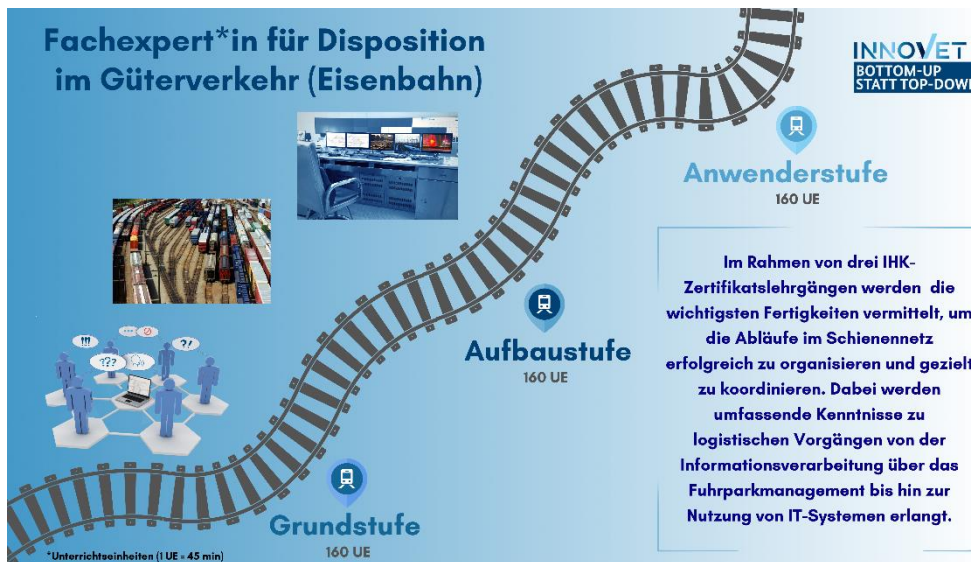 Fachexpert*in für Disposition
im Güterverkehr (Eisenbahn)
INNOVET
BOTTOM-UP
STATT TOP-DOWN
Anwenderstufe
160 UE
Aufbaustufe
160 UE
Grundstufe
160 UE
Im Rahmen von drei IHK-
Zertifikatslehrgängen werden die
wichtigsten Fertigkeiten vermittelt, um
die Abläufe im Schienennetz
erfolgreich zu organisieren und gezielt
zu koordinieren. Dabei werden
umfassende Kenntnisse zu
logistischen Vorgängen von der
Informationsverarbeitung über das
Fuhrparkmanagement bis hin zur
Nutzung von IT-Systemen erlangt.
!!!
...
?!
???
*Unterrichtseinheiten (1 UE = 45 min)